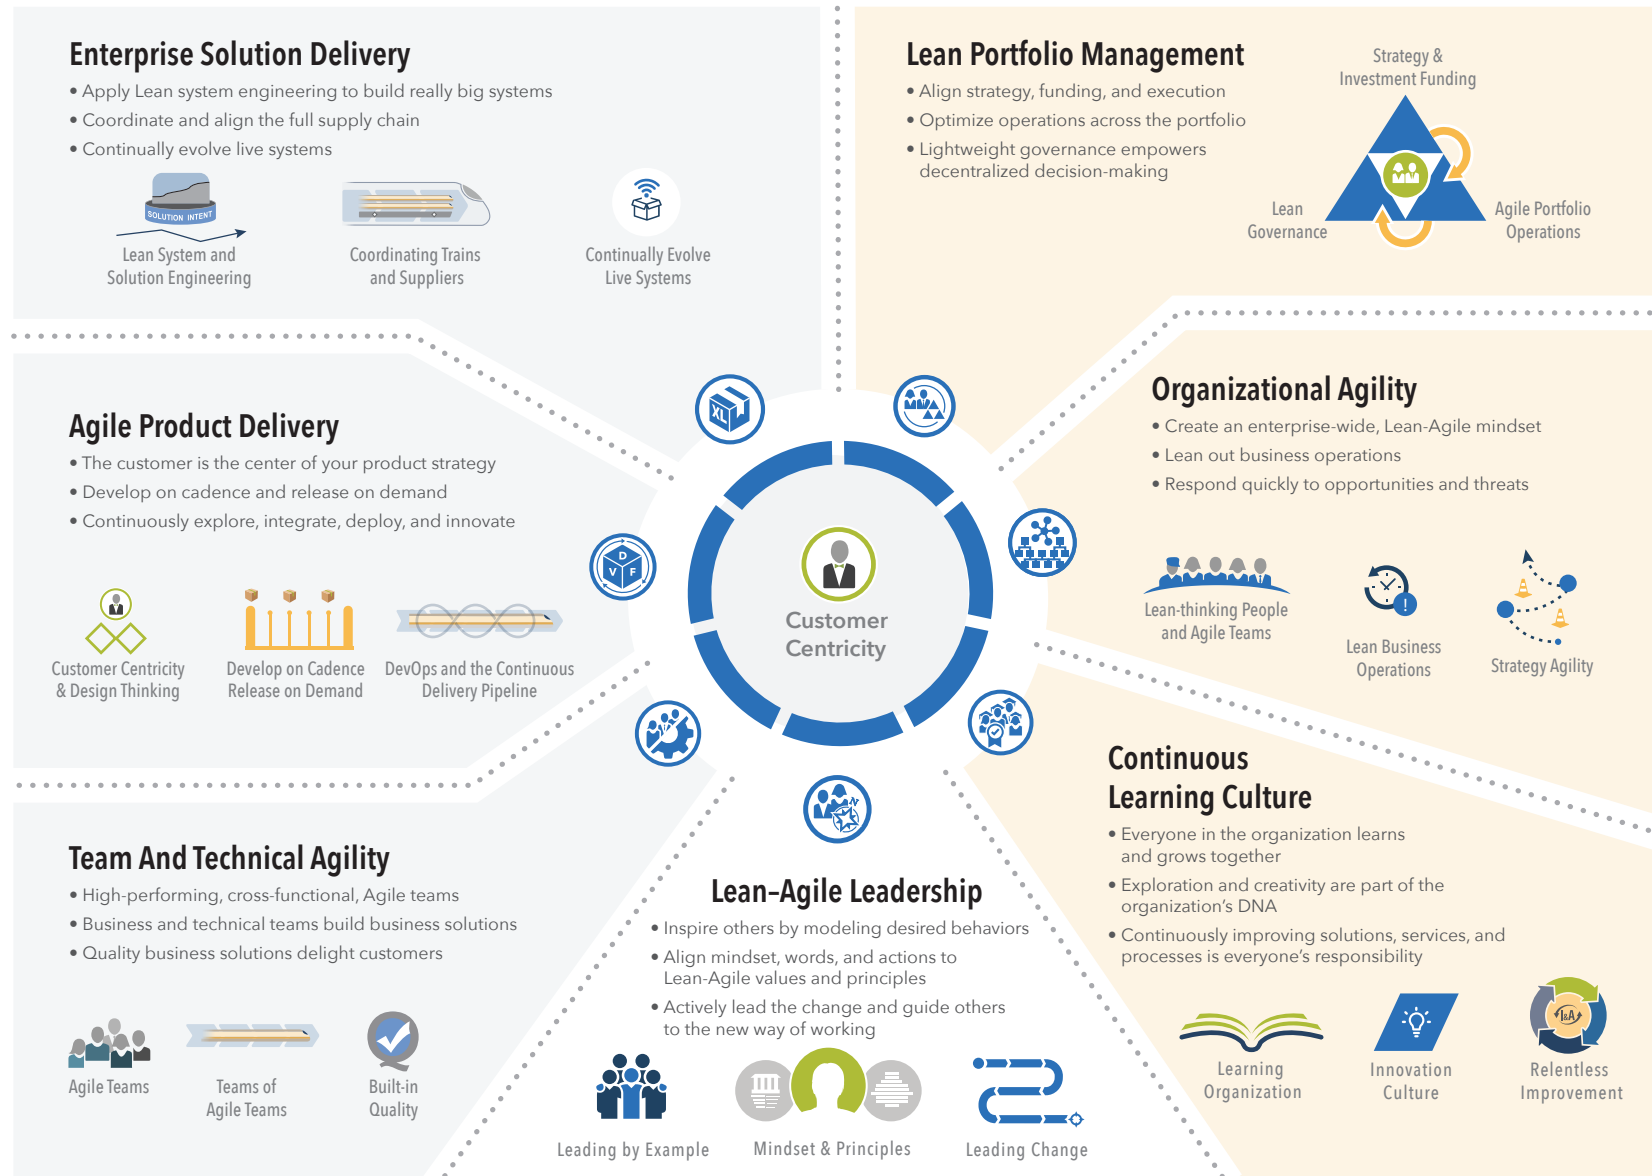 Enterprise Solution Delivery
• Apply Lean system engineering to build really big systems
• Coordinate and align the full supply chain
• Continually evolve live systems
SOLUTION INTENT
Lean System and
Solution Engineering
Coordinating Trains
and Suppliers
Continually Evolve
Live Systems
Lean Portfolio Management
• Align strategy, funding, and execution
• Optimize operations across the portfolio
• Lightweight governance empowers
decentralized decision-making
Strategy &
Investment Funding
Lean
Governance
Agile Portfolio
Operations
Agile Product Delivery
• The customer is the center of your product strategy
• Develop on cadence and release on demand
• Continuously explore, integrate, deploy, and innovate
Customer Centricity
& Design Thinking
Develop on Cadence
Release on Demand
DevOps and the Continuous
Delivery Pipeline
XL
D
V F
Customer
Centricity
N
Organizational Agility
• Create an enterprise-wide, Lean-Agile mindset
• Lean out business operations
• Respond quickly to opportunities and threats
Lean-thinking People
and Agile Teams
!
Lean Business
Operations
Strategy Agility
Team And Technical Agility
• High-performing, cross-functional, Agile teams
• Business and technical teams build business solutions
• Quality business solutions delight customers
Agile Teams
Teams of
Agile Teams
Built-in
Quality
Lean–Agile Leadership
• Inspire others by modeling desired behaviors
• Align mindset, words, and actions to
Lean-Agile values and principles
• Actively lead the change and guide others
to the new way of working
Leading by Example
Mindset & Principles
Leading Change
Continuous
Learning Culture
• Everyone in the organization learns
and grows together
• Exploration and creativity are part of the
organization's DNA
• Continuously improving solutions, services, and
processes is everyone's responsibility
Learning
Organization
Innovation
Culture
I&A
Relentless
Improvement